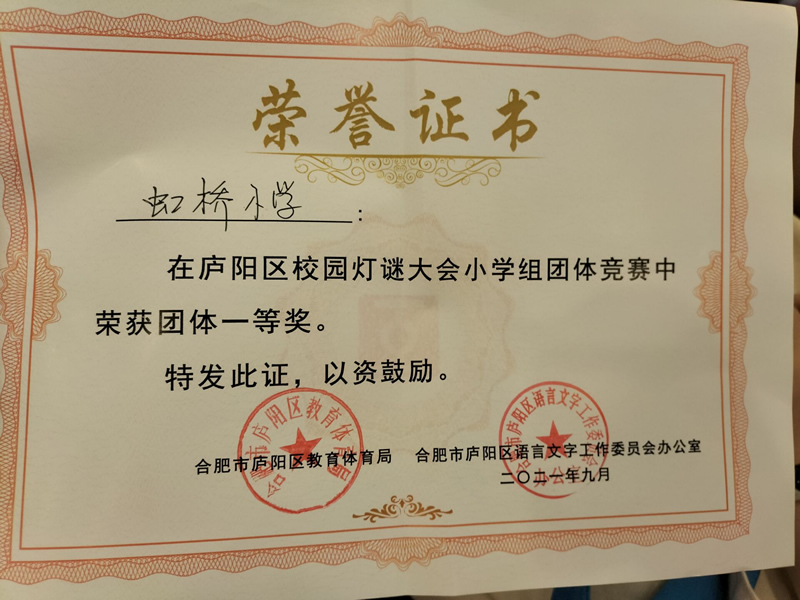 荣誉证书
虹桥小学：
在庐阳区校园灯谜大会小学组团体竞赛中
荣获团体一等奖。
特发此证，以资鼓励。
合肥市庐阳区教育体育局 合肥市庐阳区语言文字工作委员会办公室
二〇二一年九月